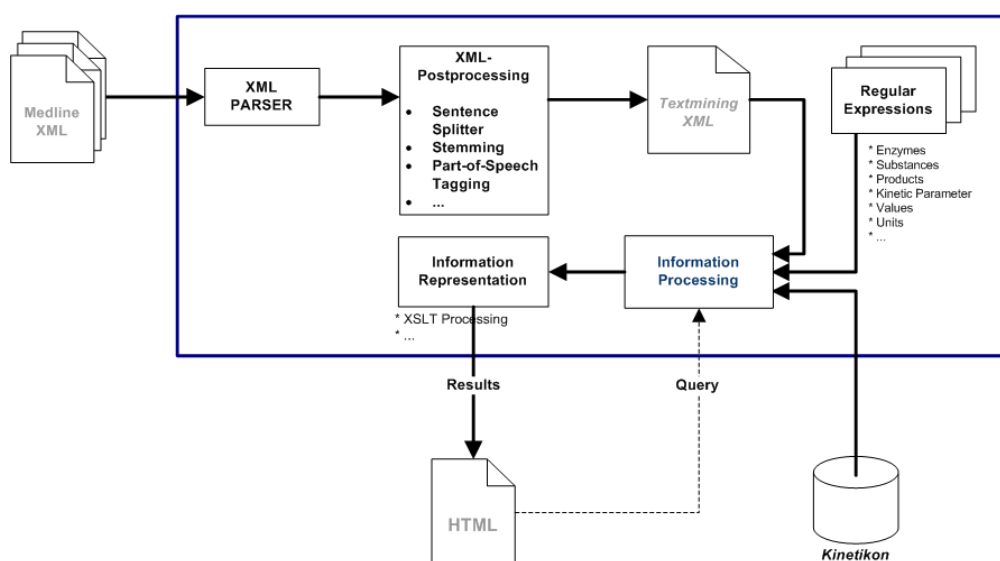 Medline
XML
XML
PARSER
XML-
Postprocessing
• Sentence
Splitter
• Stemming
• Part-of-Speech
Tagging
• ...
Textmining
XML
Regular
Expressions
* Enzymes
* Substances
* Products
* Kinetic Parameter
* Values
* Units
* ...
Information
Representation
* XSLT Processing
* ...
Information
Processing
Results
Query
HTML
Kinetikon